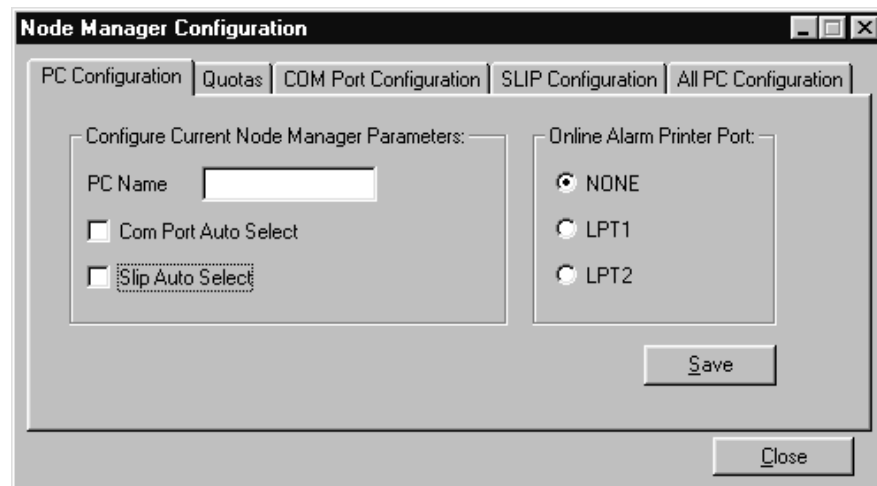 Node Manager Configuration
PC Configuration Quotas COM Port Configuration SLIP Configuration All PC Configuration
Configure Current Node Manager Parameters: Online Alarm Printer Port:
PC Name NONE
Com Port Auto Select LPT1
Slip Auto Select LPT2
Save
Close